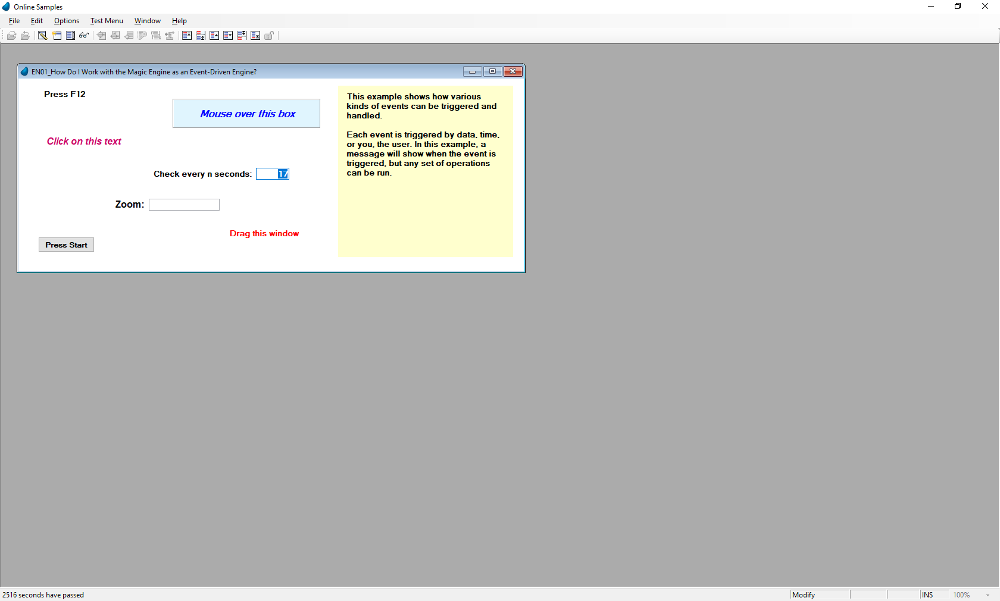 Online Samples
File Edit Options Test Menu Window Help
EN01_How Do I Work with the Magic Engine as an Event-Driven Engine?
Press F12
Mouse over this box
Click on this text
Check every n seconds: 17
Zoom:
Drag this window
Press Start
This example shows how various
kinds of events can be triggered and
handled.
Each event is triggered by data, time,
or you, the user. In this example, a
message will show when the event is
triggered, but any set of operations
can be run.
2516 seconds have passed
Modify INS 100%